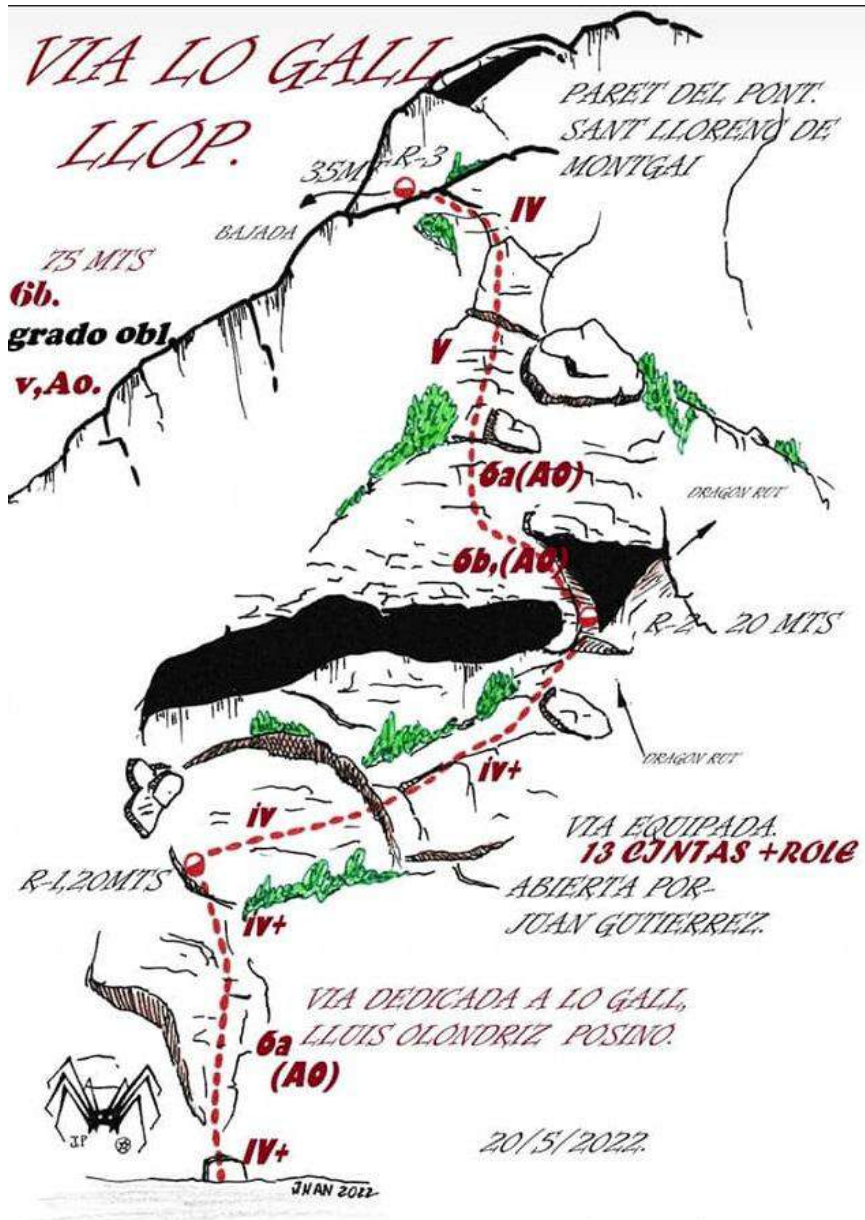 VIA LO GALL
LLOP.
PARET DEL PONT.
SANT LLORENÇ DE
MONTGAI
35M
R-3
BAJADA
IV
75 MTS
6b.
grado obl,
v,Ao.
V
6a(AO)
DRAGON RUT
6b,(AO)
R-2 20 MTS
DRAGON RUT
iv+
iv
VIA EQUIPADA.
13 CINTAS +ROLE
R-1,20MTS
ABIERTA POR-
JUAN GUTIERREZ.
iv+
VIA DEDICADA A LO GALL,
LLUIS OLONDRIZ POSINO.
6a
(AO)
J.P
20/5/2022.
IV+
JUAN 2022